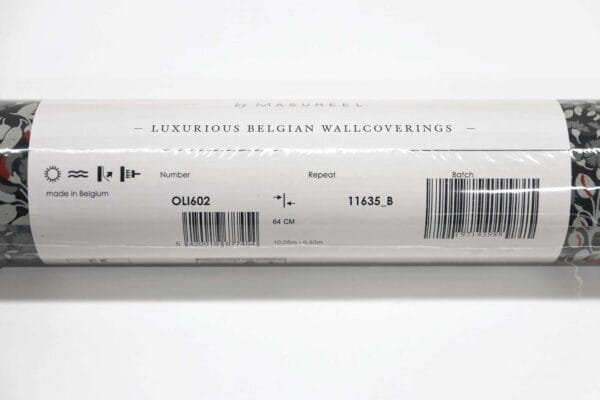 by MASUREEL
– LUXURIOUS BELGIAN WALLCOVERINGS –
Number Repeat Batch
made in Belgium
OLI602 11635_B
64 CM
10,05m - 0,53m